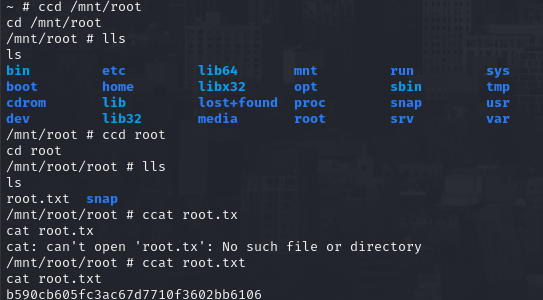 ~ # ccd /mnt/root
cd /mnt/root
/mnt/root # lls
ls
bin etc lib64 mnt run sys
boot home libx32 opt sbin tmp
cdrom lib lost+found proc snap usr
dev lib32 media root srv var
/mnt/root # ccd root
cd root
/mnt/root/root # lls
ls
root.txt snap
/mnt/root/root # ccat root.tx
cat root.tx
cat: can't open 'root.tx': No such file or directory
/mnt/root/root # ccat root.txt
cat root.txt
b590cb605fc3ac67d7710f3602bb6106